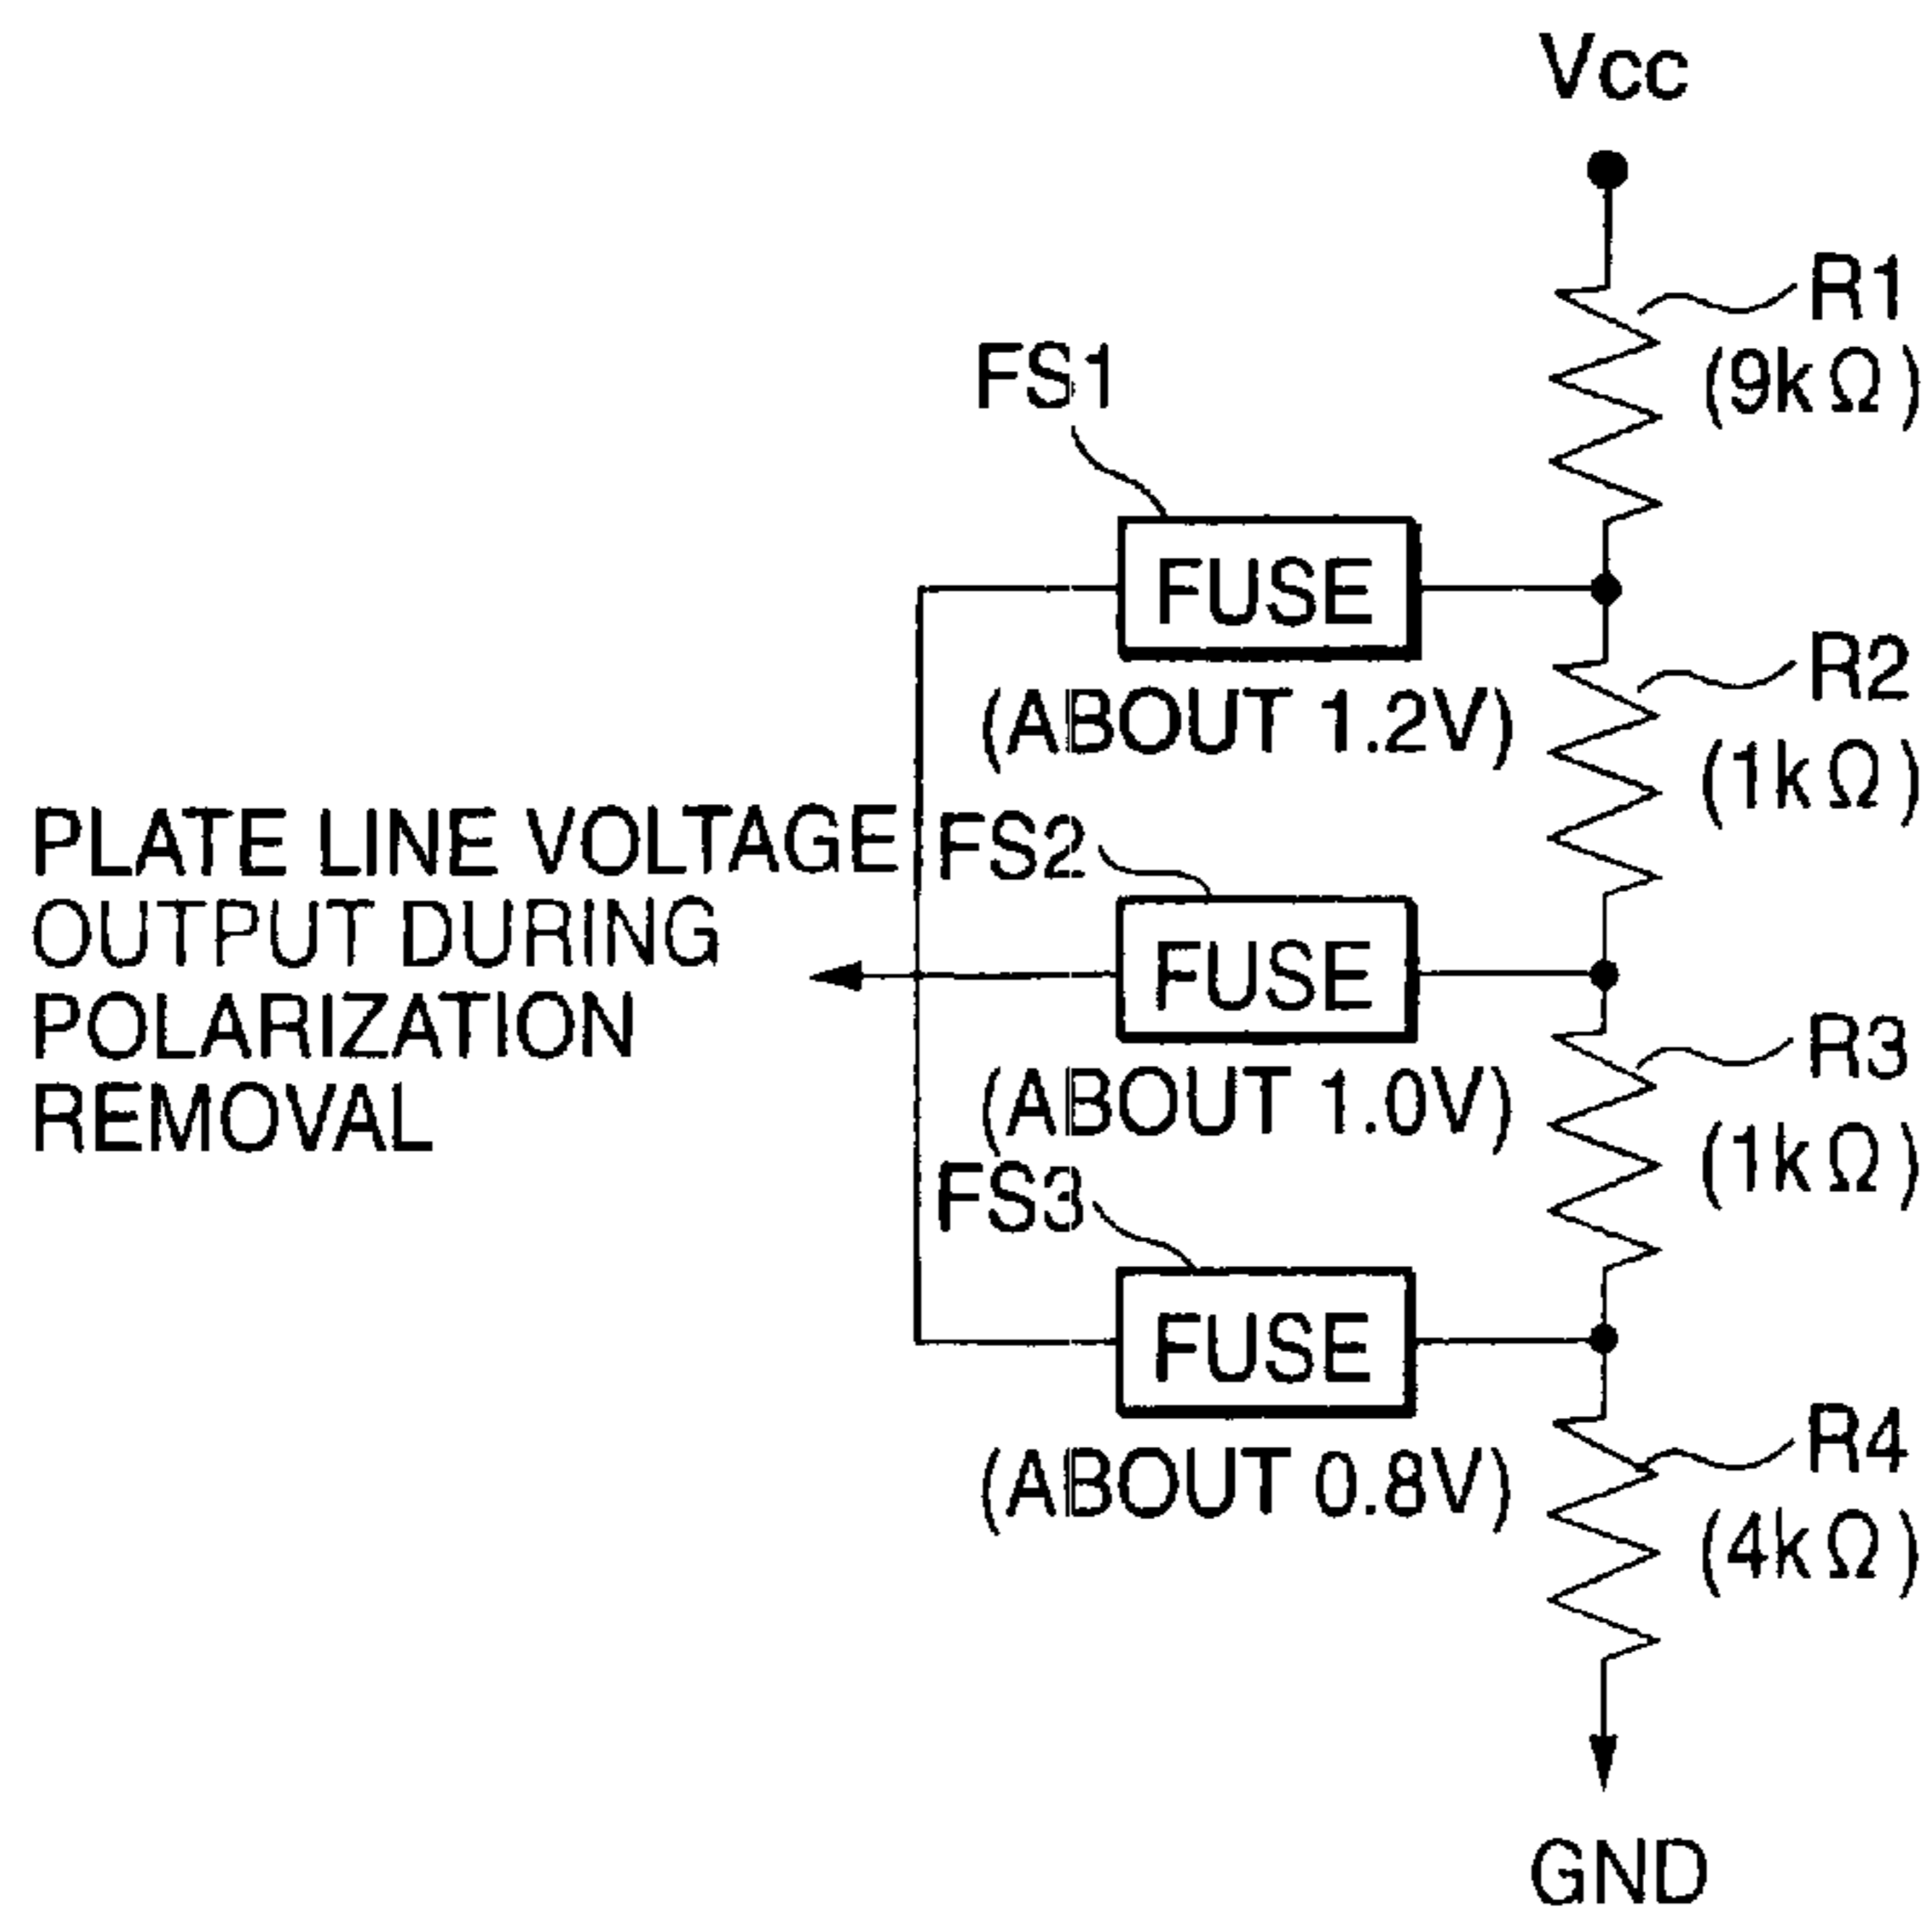 Vcc
R1
(9kΩ)
FS1
FUSE
(ABOUT 1.2V)
R2
(1kΩ)
PLATE LINE VOLTAGE
OUTPUT DURING
POLARIZATION
REMOVAL
FS2
FUSE
(ABOUT 1.0V)
R3
(1kΩ)
FS3
FUSE
(ABOUT 0.8V)
R4
(4kΩ)
GND